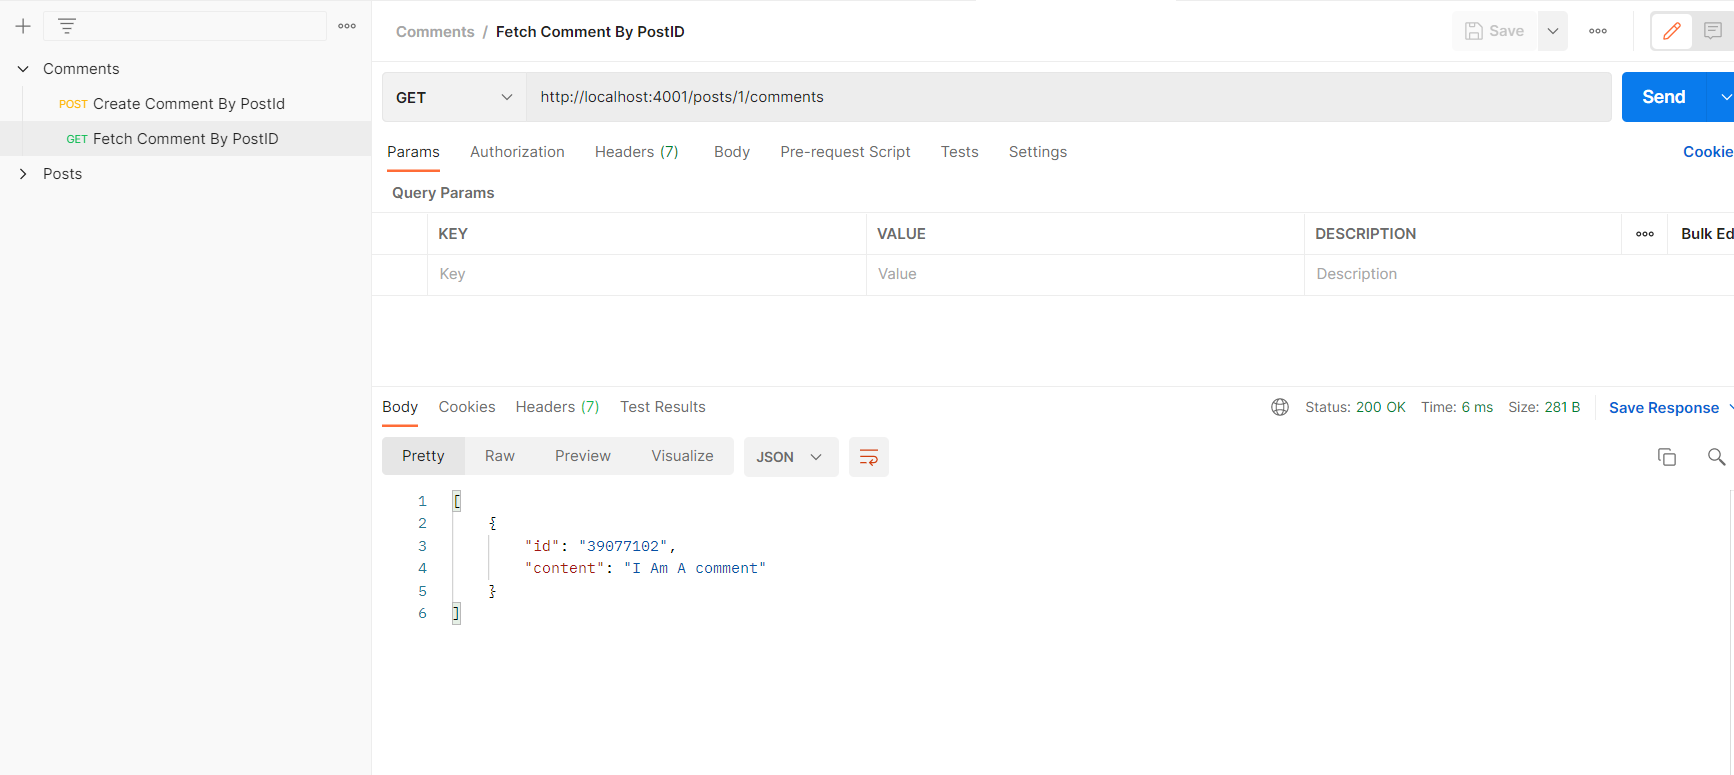 Comments
POST Create Comment By PostId
GET Fetch Comment By PostID
Posts
Comments / Fetch Comment By PostID
Save
GET
http://localhost:4001/posts/1/comments
Send
Params Authorization Headers (7) Body Pre-request Script Tests Settings Cookie
Query Params
KEY VALUE DESCRIPTION Bulk Ed
Key Value Description
Body Cookies Headers (7) Test Results Status: 200 OK Time: 6 ms Size: 281 B Save Response
Pretty Raw Preview Visualize JSON
1 [
2 {
3 "id": "39077102",
4 "content": "I Am A comment"
5 }
6 ]